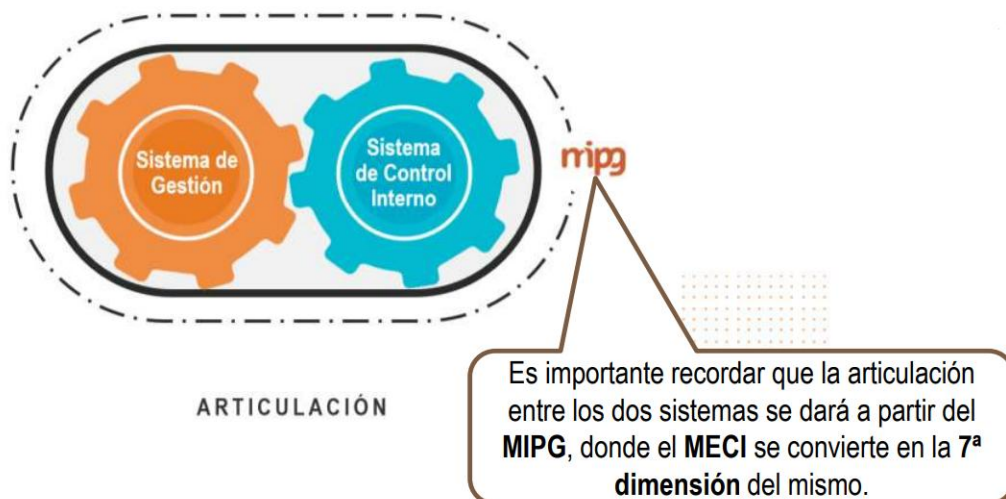 Sistema de
Gestión
Sistema
de Control
Interno
mipg
ARTICULACIÓN
Es importante recordar que la articulación
entre los dos sistemas se dará a partir del
MIPG, donde el MECI se convierte en la 7ª
dimensión del mismo.